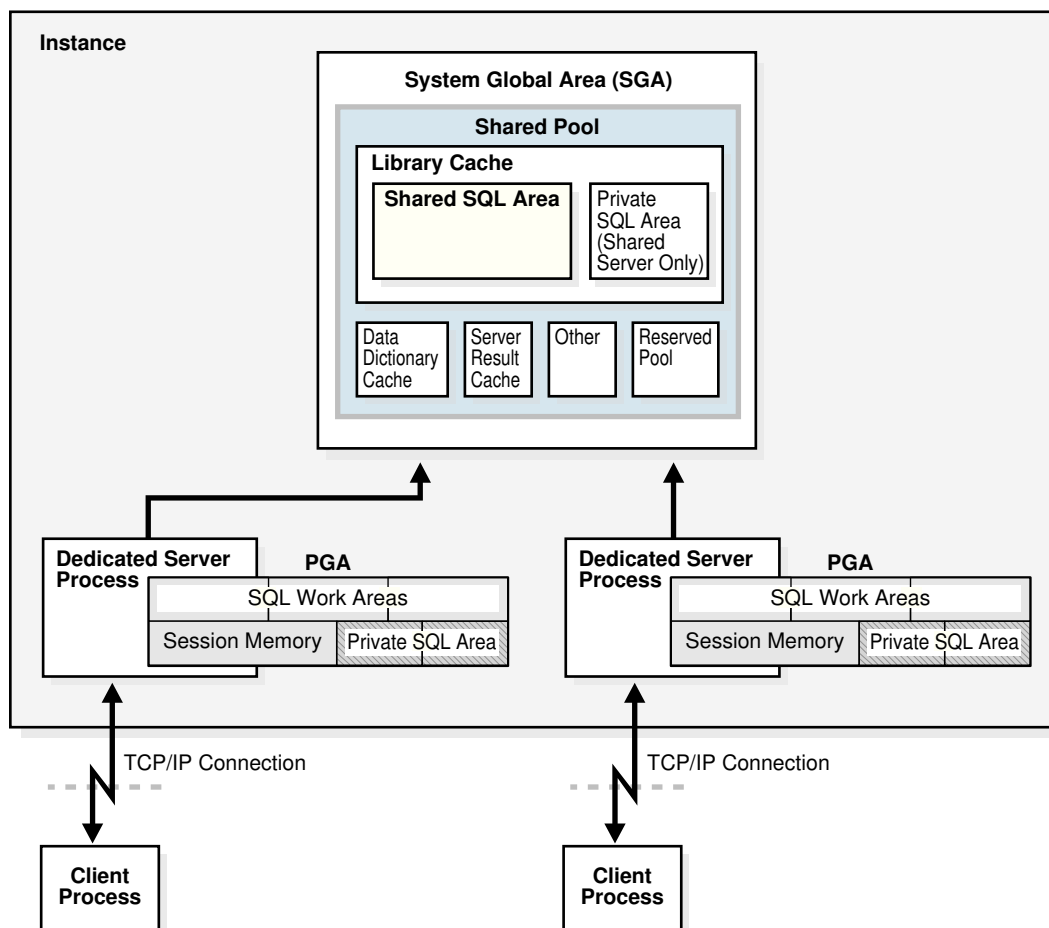 Instance
System Global Area (SGA)
Shared Pool
Library Cache
Shared SQL Area
Private
SQL Area
(Shared
Server Only)
Data
Dictionary
Cache
Server
Result
Cache
Other
Reserved
Pool
Dedicated Server
Process
PGA
SQL Work Areas
Session Memory
Private SQL Area
Dedicated Server
Process
PGA
SQL Work Areas
Session Memory
Private SQL Area
TCP/IP Connection
TCP/IP Connection
Client
Process
Client
Process